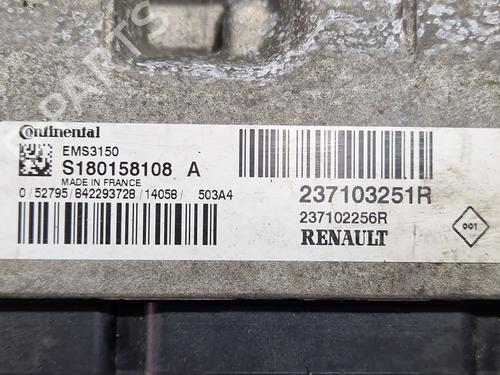 Continental
EMS3150
S180158108 A
MADE IN FRANCE
0/52795/842293728/14058/ 503A4
237103251R
237102256R
RENAULT
001
PARTS